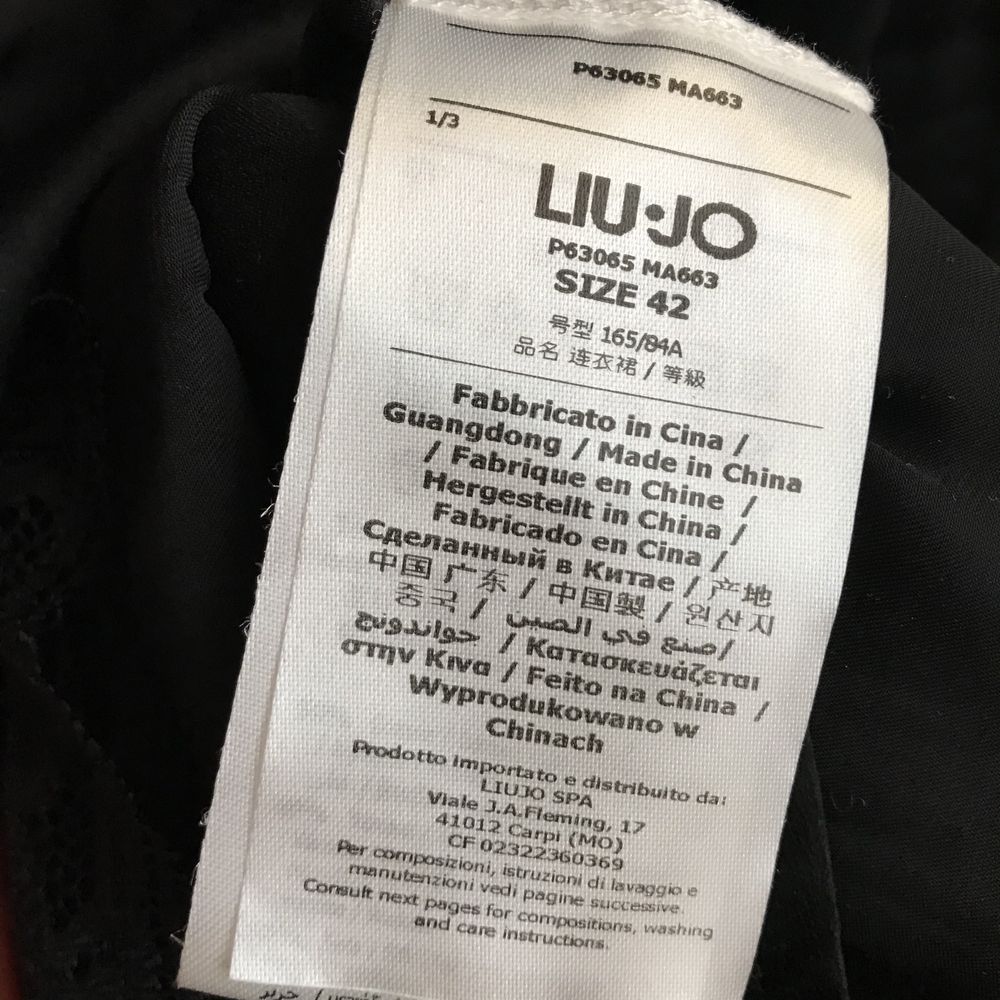 P63065 MA663
1/3
LIU·JO
P63065 MA663
SIZE 42
号型 165/84A
品名 连衣裙 / 等級
Fabbricato in Cina /
Guangdong / Made in China
/ Fabrique en Chine /
Hergestellt in China /
Fabricado en Cina /
Сделанный в Китае / 产地
中国 广东 / 中国製 / 원산지
중국 / صنع في الصين /
جواندونج / Κατασκευάζεται
στην Κινα / Feito na China /
Wyprodukowano w
Chinach
Prodotto importato e distribuito da:
LIUJO SPA
Viale J.A.Fleming, 17
41012 Carpi (MO)
CF 02322360369
Per composizioni, istruzioni di lavaggio e
manutenzioni vedi pagine successive.
Consult next pages for compositions, washing
and care instructions.